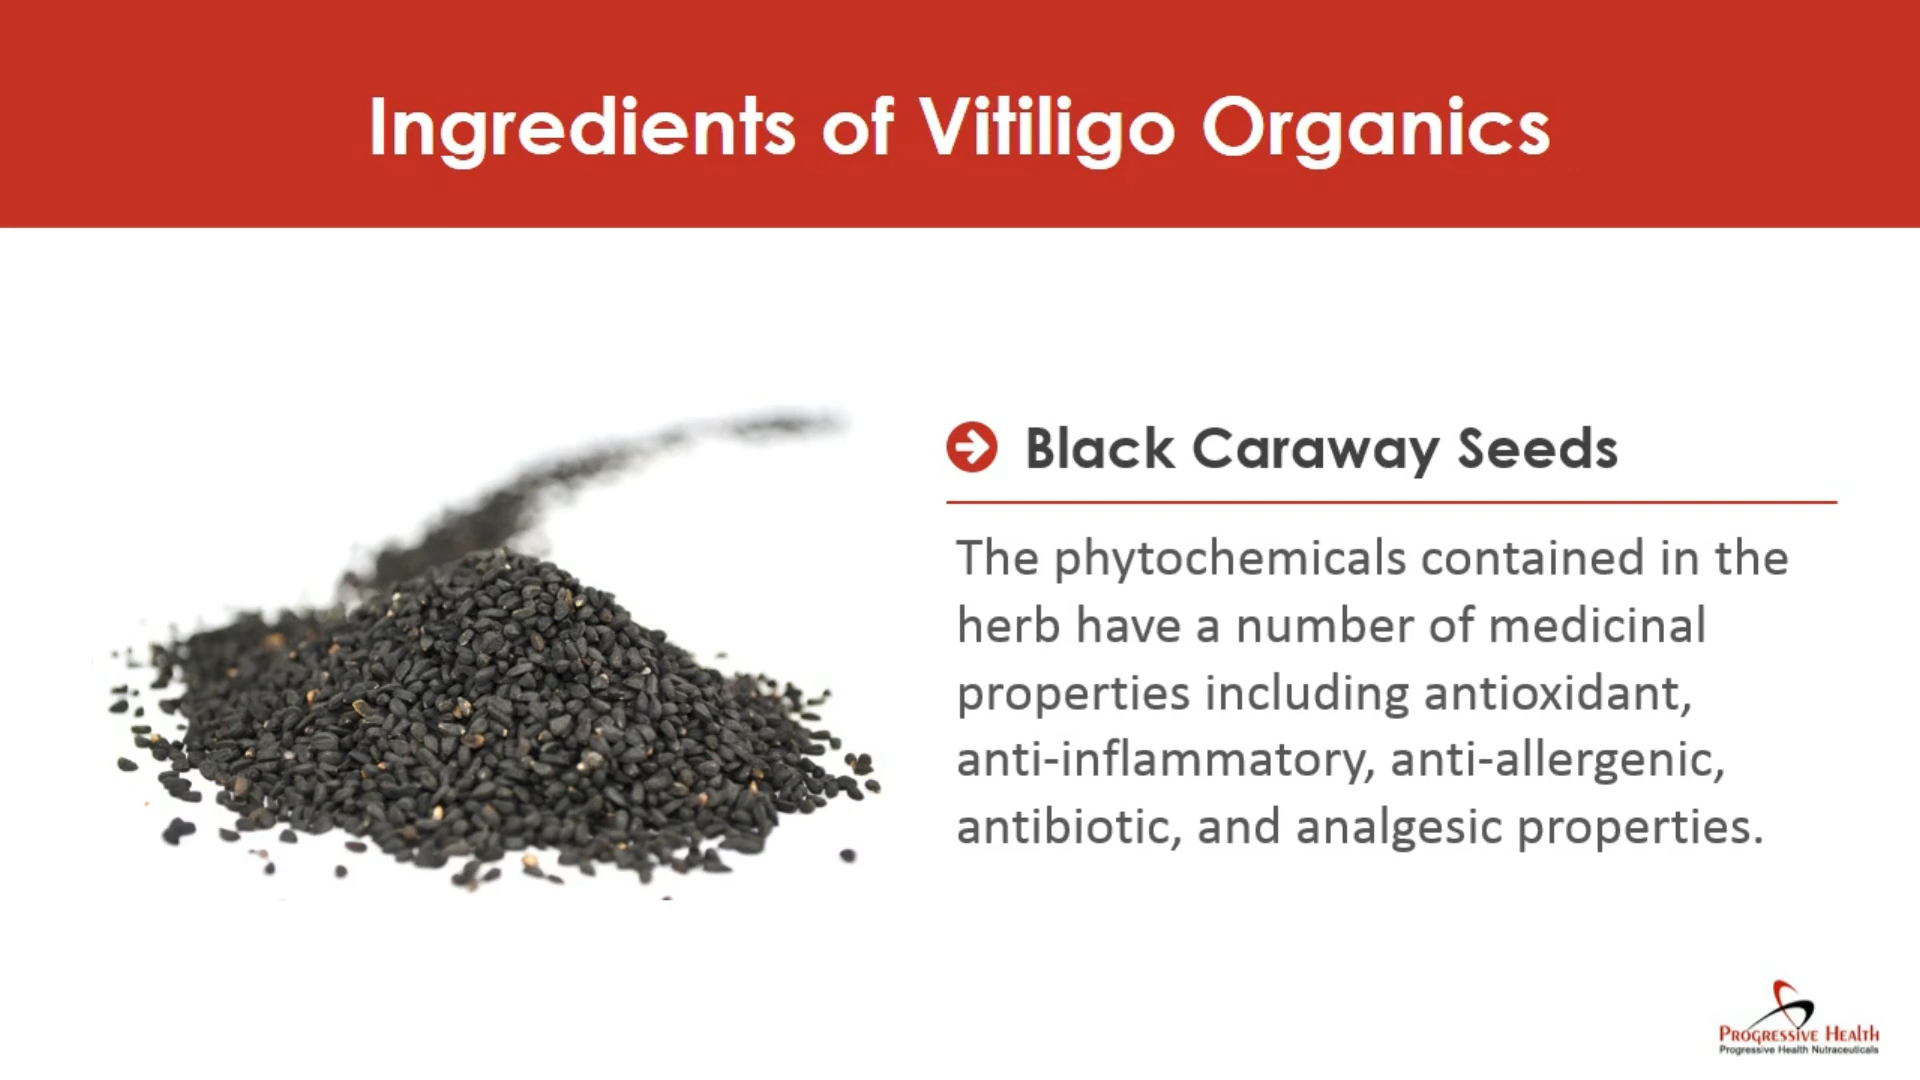 Ingredients of Vitiligo Organics
Black Caraway Seeds
The phytochemicals contained in the
herb have a number of medicinal
properties including antioxidant,
anti-inflammatory, anti-allergenic,
antibiotic, and analgesic properties.
Progressive Health
Progressive Health Nutraceuticals